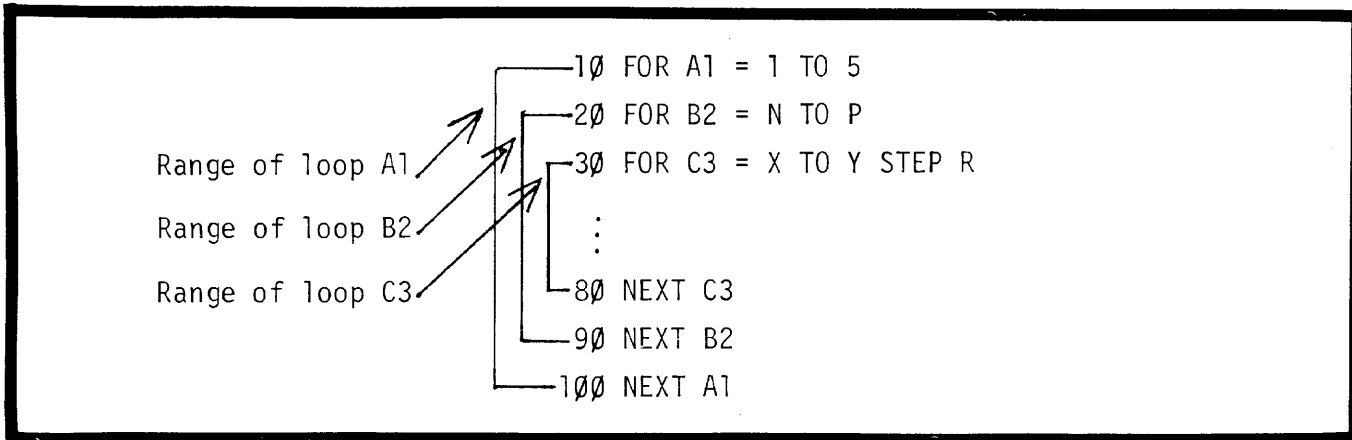 10 FOR A1 = 1 TO 5
20 FOR B2 = N TO P
Range of loop A1
30 FOR C3 = X TO Y STEP R
Range of loop B2
⋮
Range of loop C3
80 NEXT C3
90 NEXT B2
100 NEXT A1